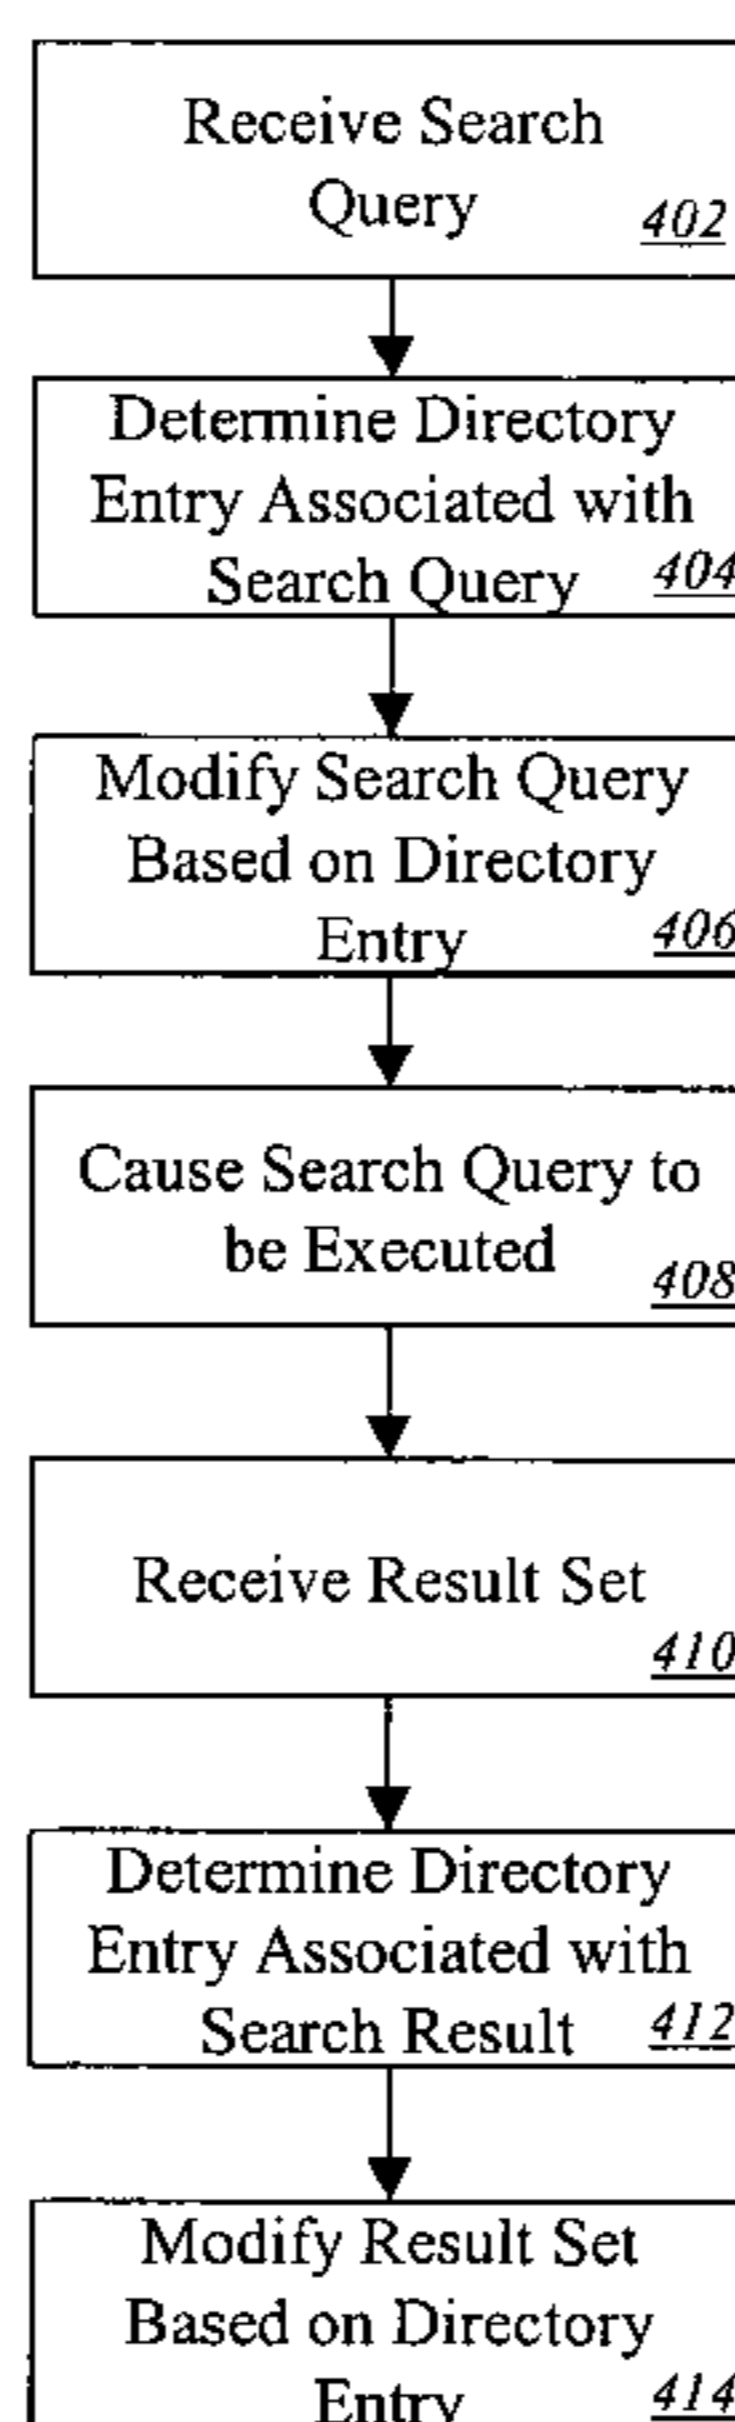 Receive Search
Query
402
Determine Directory
Entry Associated with
Search Query
404
Modify Search Query
Based on Directory
Entry
406
Cause Search Query to
be Executed
408
Receive Result Set
410
Determine Directory
Entry Associated with
Search Result
412
Modify Result Set
Based on Directory
Entry
414